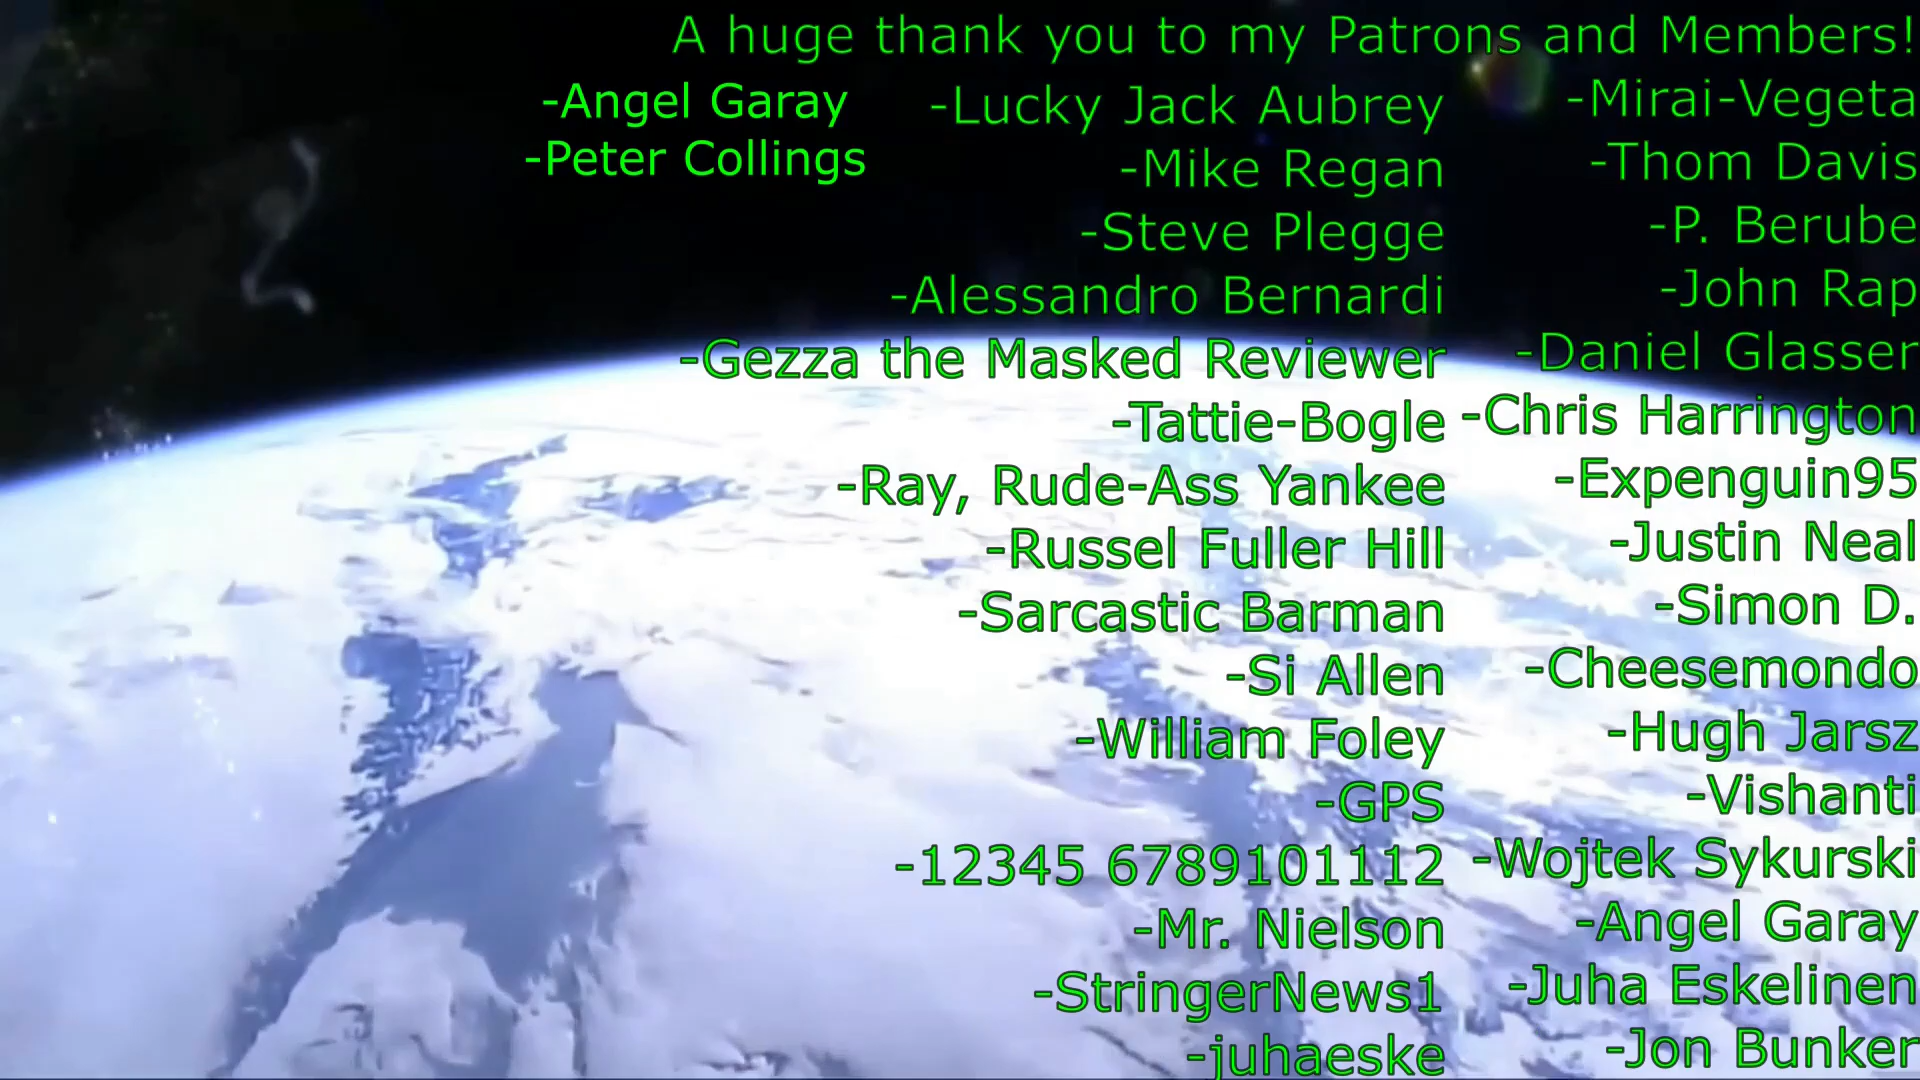 A huge thank you to my Patrons and Members!
-Angel Garay
-Peter Collings
-Lucky Jack Aubrey
-Mike Regan
-Steve Plegge
-Alessandro Bernardi
-Gezza the Masked Reviewer
-Tattie-Bogle
-Ray, Rude-Ass Yankee
-Russel Fuller Hill
-Sarcastic Barman
-Si Allen
-William Foley
-GPS
-12345 6789101112
-Mr. Nielson
-StringerNews1
-juhaeske
-Mirai-Vegeta
-Thom Davis
-P. Berube
-John Rap
-Daniel Glasser
-Chris Harrington
-Expenguin95
-Justin Neal
-Simon D.
-Cheesemondo
-Hugh Jarsz
-Vishanti
-Wojtek Sykurski
-Angel Garay
-Juha Eskelinen
-Jon Bunker